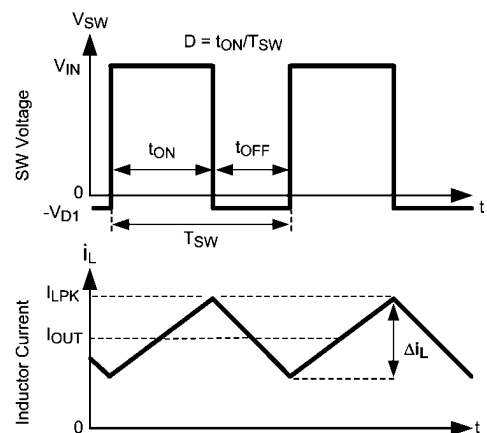 VSW
D = tON/TSW
VIN
SW Voltage
tON
tOFF
0
t
-VD1
TSW
iL
ILPK
IOUT
ΔiL
Inductor Current
0
t